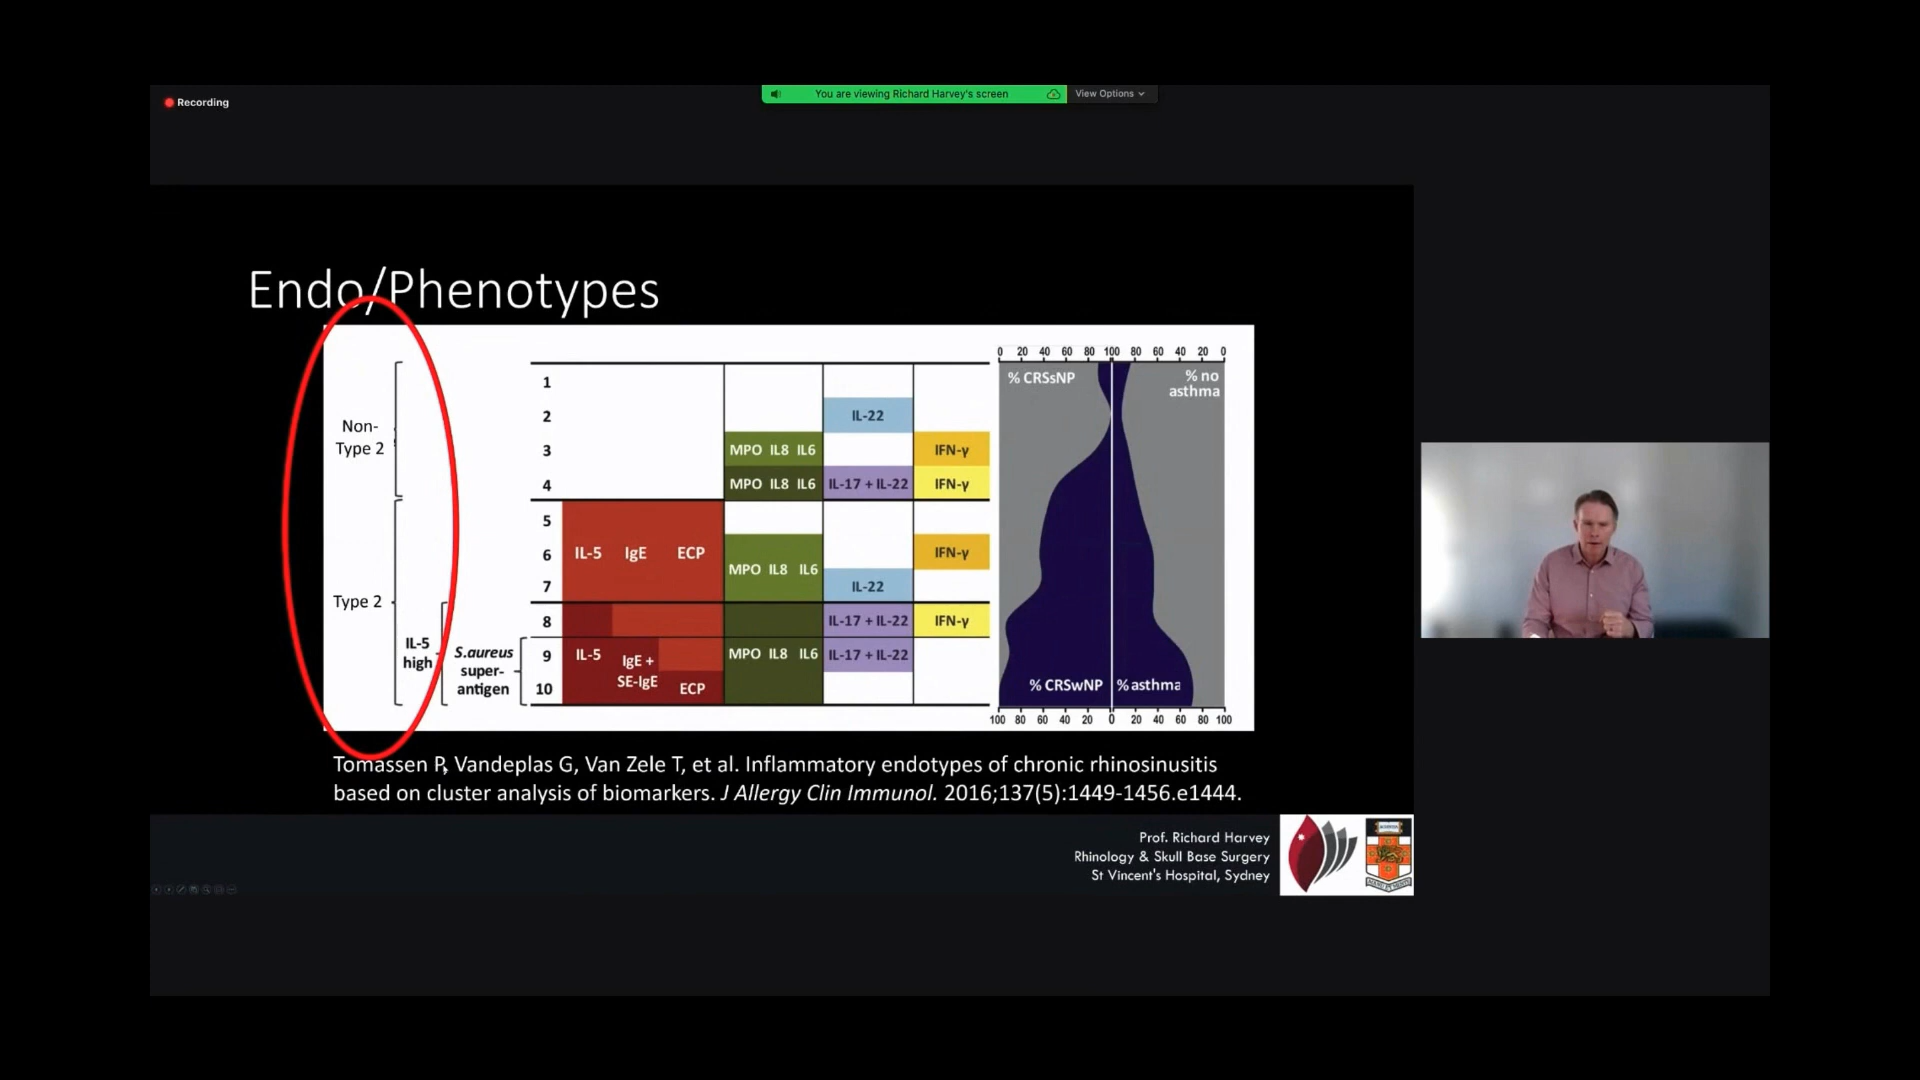 Recording
You are viewing Richard Harvey's screen
View Options
Endo/Phenotypes
0 20 40 60 80 100 80 60 40 20 0
% CRSsNP
% no
asthma
Non-
Type 2
Type 2
IL-5
high
S.aureus
super-
antigen
1
2 IL-22
3 MPO IL8 IL6 IFN-γ
4 MPO IL8 IL6 IL-17 + IL-22 IFN-γ
5
6 IL-5 IgE ECP IFN-γ
MPO IL8 IL6
7 IL-22
8 IL-17 + IL-22 IFN-γ
9 IL-5 IgE + MPO IL8 IL6 IL-17 + IL-22
SE-IgE
10 ECP
% CRSwNP % asthma
100 80 60 40 20 0 20 40 60 80 100
Tomassen P, Vandeplas G, Van Zele T, et al. Inflammatory endotypes of chronic rhinosinusitis
based on cluster analysis of biomarkers. J Allergy Clin Immunol. 2016;137(5):1449-1456.e1444.
Prof. Richard Harvey
Rhinology & Skull Base Surgery
St Vincent's Hospital, Sydney